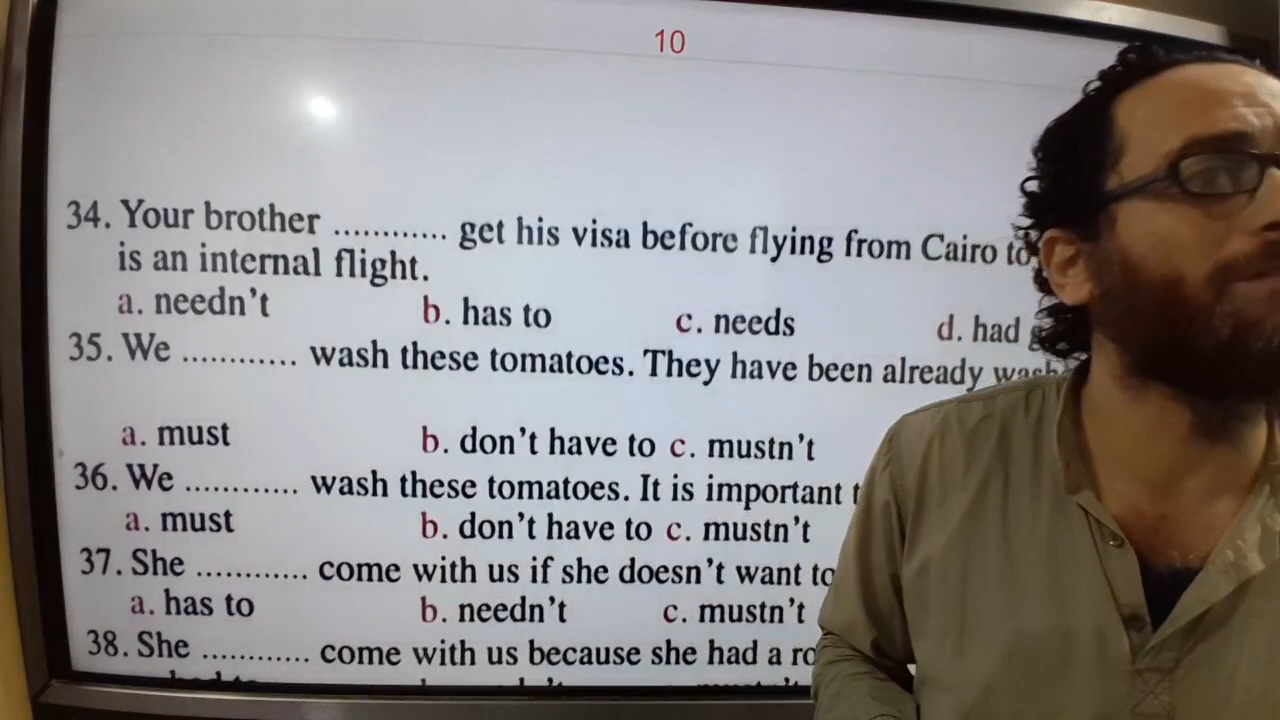 10
34. Your brother ............ get his visa before flying from Cairo to
is an internal flight.
a. needn't b. has to c. needs d. had
35. We ............ wash these tomatoes. They have been already
a. must b. don't have to c. mustn't
36. We ............ wash these tomatoes. It is important
a. must b. don't have to c. mustn't
37. She ............ come with us if she doesn't want to
a. has to b. needn't c. mustn't
38. She ............ come with us because she had a